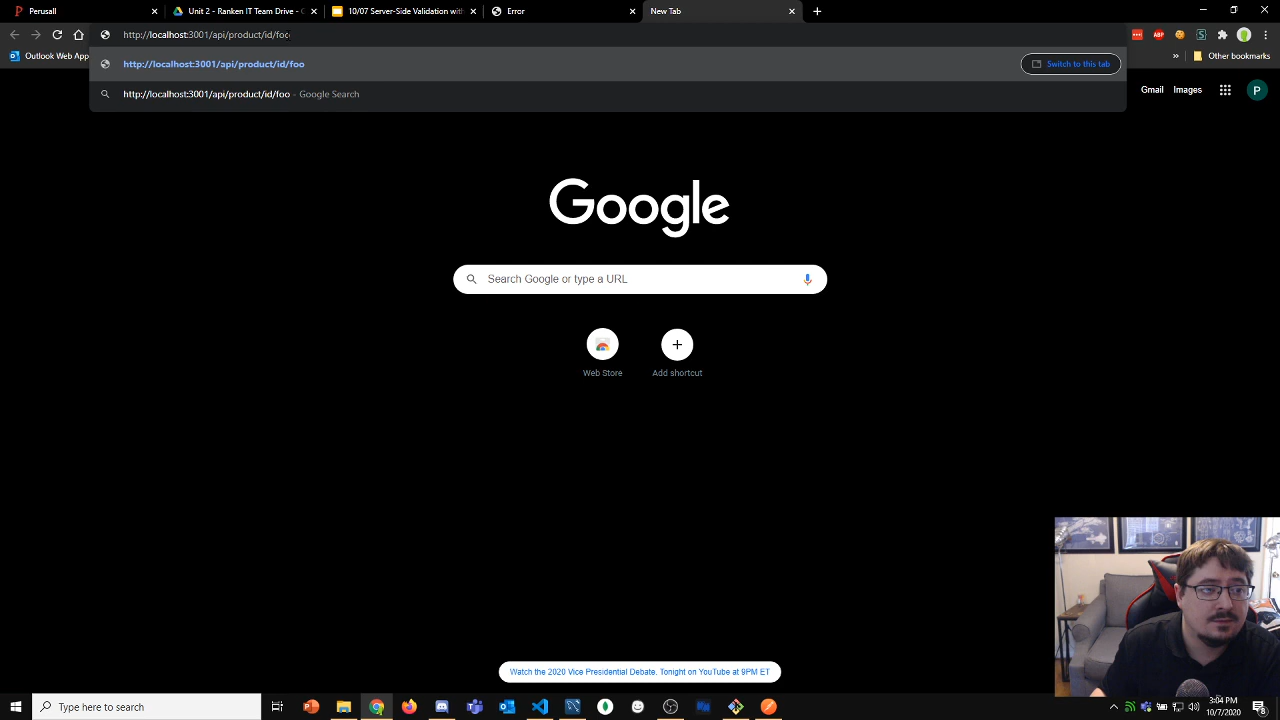 Perusall
Unit 2 - Ranken IT Team Drive - G
10/07 Server-Side Validation with
Error
New Tab
http://localhost:3001/api/product/id/foo
Outlook Web App
http://localhost:3001/api/product/id/foo
Switch to this tab
Other bookmarks
http://localhost:3001/api/product/id/foo - Google Search
Gmail Images P
Google
Search Google or type a URL
Web Store
Add shortcut
Watch the 2020 Vice Presidential Debate. Tonight on YouTube at 9PM ET
Type here to search
3:04 PM
10/7/2020